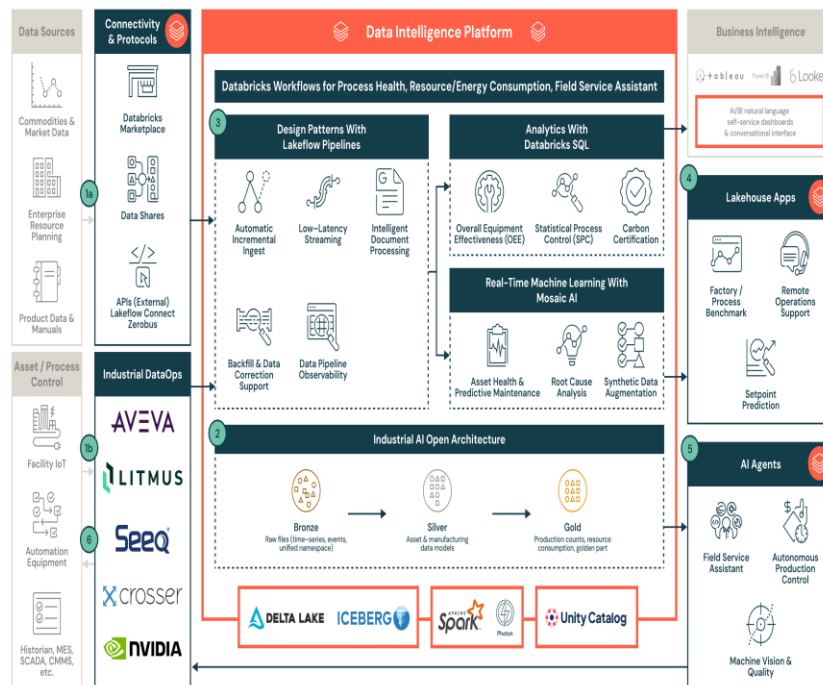 Data Sources
Commodities &
Market Data
Enterprise
Resource
Planning
Product Data &
Manuals
1a
Connectivity
& Protocols
Databricks
Marketplace
Data Shares
</>
APIs (External)
Lakeflow Connect
Zerobus
Asset / Process
Control
Facility IoT
Automation
Equipment
Historian, MES,
SCADA, CMMS,
etc.
1b
6
Industrial DataOps
AVEVA
LITMUS
SEEQ
crosser
NVIDIA
Data Intelligence Platform
Databricks Workflows for Process Health, Resource/Energy Consumption, Field Service Assistant
3
Design Patterns With
Lakeflow Pipelines
Automatic
Incremental
Ingest
Low-Latency
Streaming
Intelligent
Document
Processing
Backfill & Data
Correction
Support
Data Pipeline
Observability
Analytics With
Databricks SQL
Overall Equipment
Effectiveness (OEE)
Statistical Process
Control (SPC)
Carbon
Certification
Real-Time Machine Learning With
Mosaic AI
Asset Health &
Predictive Maintenance
Root Cause
Analysis
Synthetic Data
Augmentation
2
Industrial AI Open Architecture
Bronze
Raw files (time-series, events,
unified namespace)
Silver
Asset & manufacturing
data models
Gold
Production counts, resource
consumption, golden part
DELTA LAKE
ICEBERG
APACHE
Spark
Photon
Unity Catalog
Business Intelligence
+ableau
Power BI
Looke
AI/BI natural language
self-service dashboards
& conversational interface
4
Lakehouse Apps
Factory /
Process
Benchmark
Remote
Operations
Support
Setpoint
Prediction
5
AI Agents
Field Service
Assistant
Autonomous
Production
Control
Machine Vision &
Quality